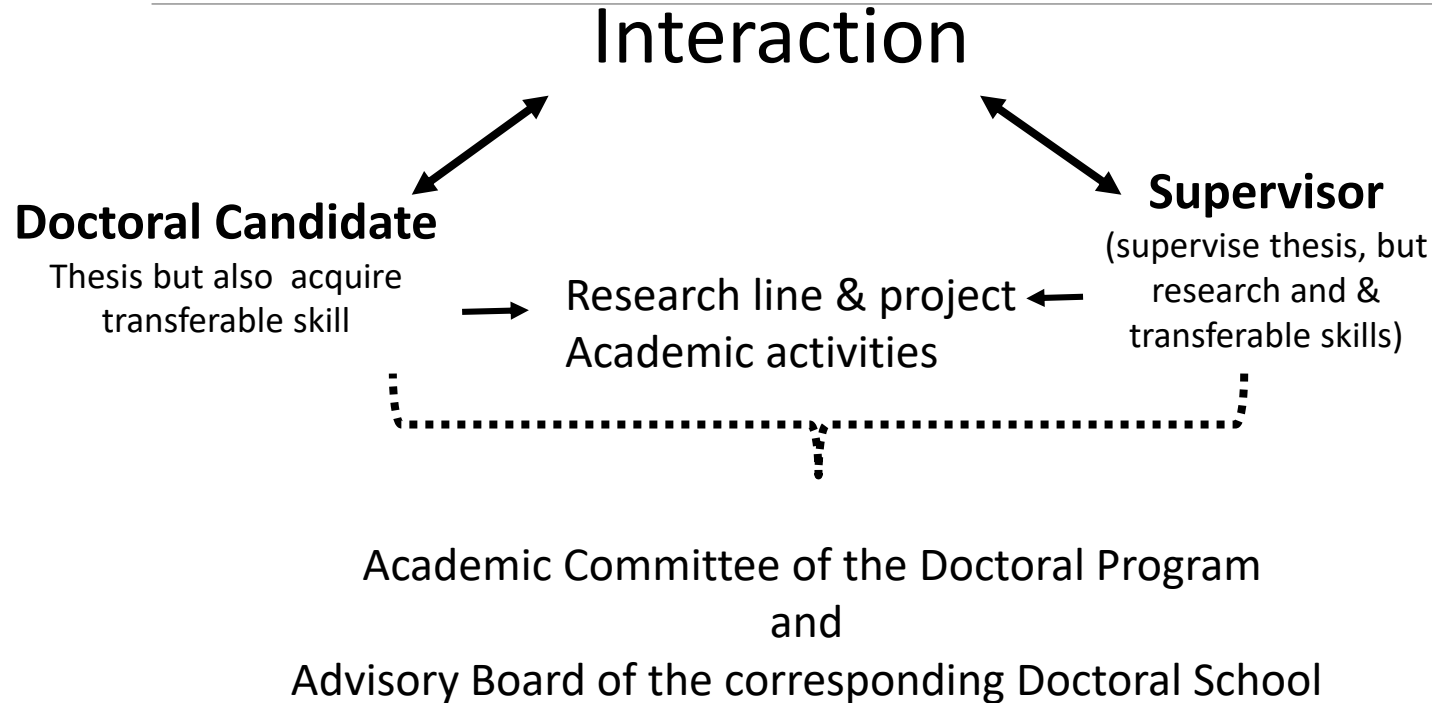 Interaction
Doctoral Candidate
Thesis but also acquire
transferable skill
Supervisor
(supervise thesis, but
research and &
transferable skills)
Research line & project
Academic activities
Academic Committee of the Doctoral Program
and
Advisory Board of the corresponding Doctoral School